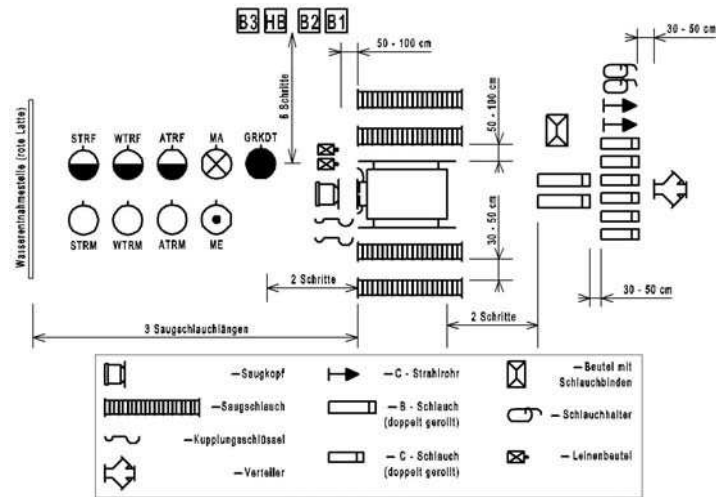 B3 HB B2 B1
50 - 100 cm
30 - 50 cm
6 Schritte
50 - 100 cm
Wasserentnahmestelle (rote Latte)
STRF WTRF ATRF MA GRKDT
STRM WTRM ATRM ME
30 - 50 cm
2 Schritte
30 - 50 cm
3 Saugschlauchlängen
2 Schritte
—Saugkopf
—Saugschlauch
—Kupplungsschlüssel
—Verteiler
—C - Strahlrohr
—B - Schlauch
(doppelt gerollt)
—C - Schlauch
(doppelt gerollt)
—Beutel mit
Schlauchbinden
—Schlauchhalter
—Leinenbeutel